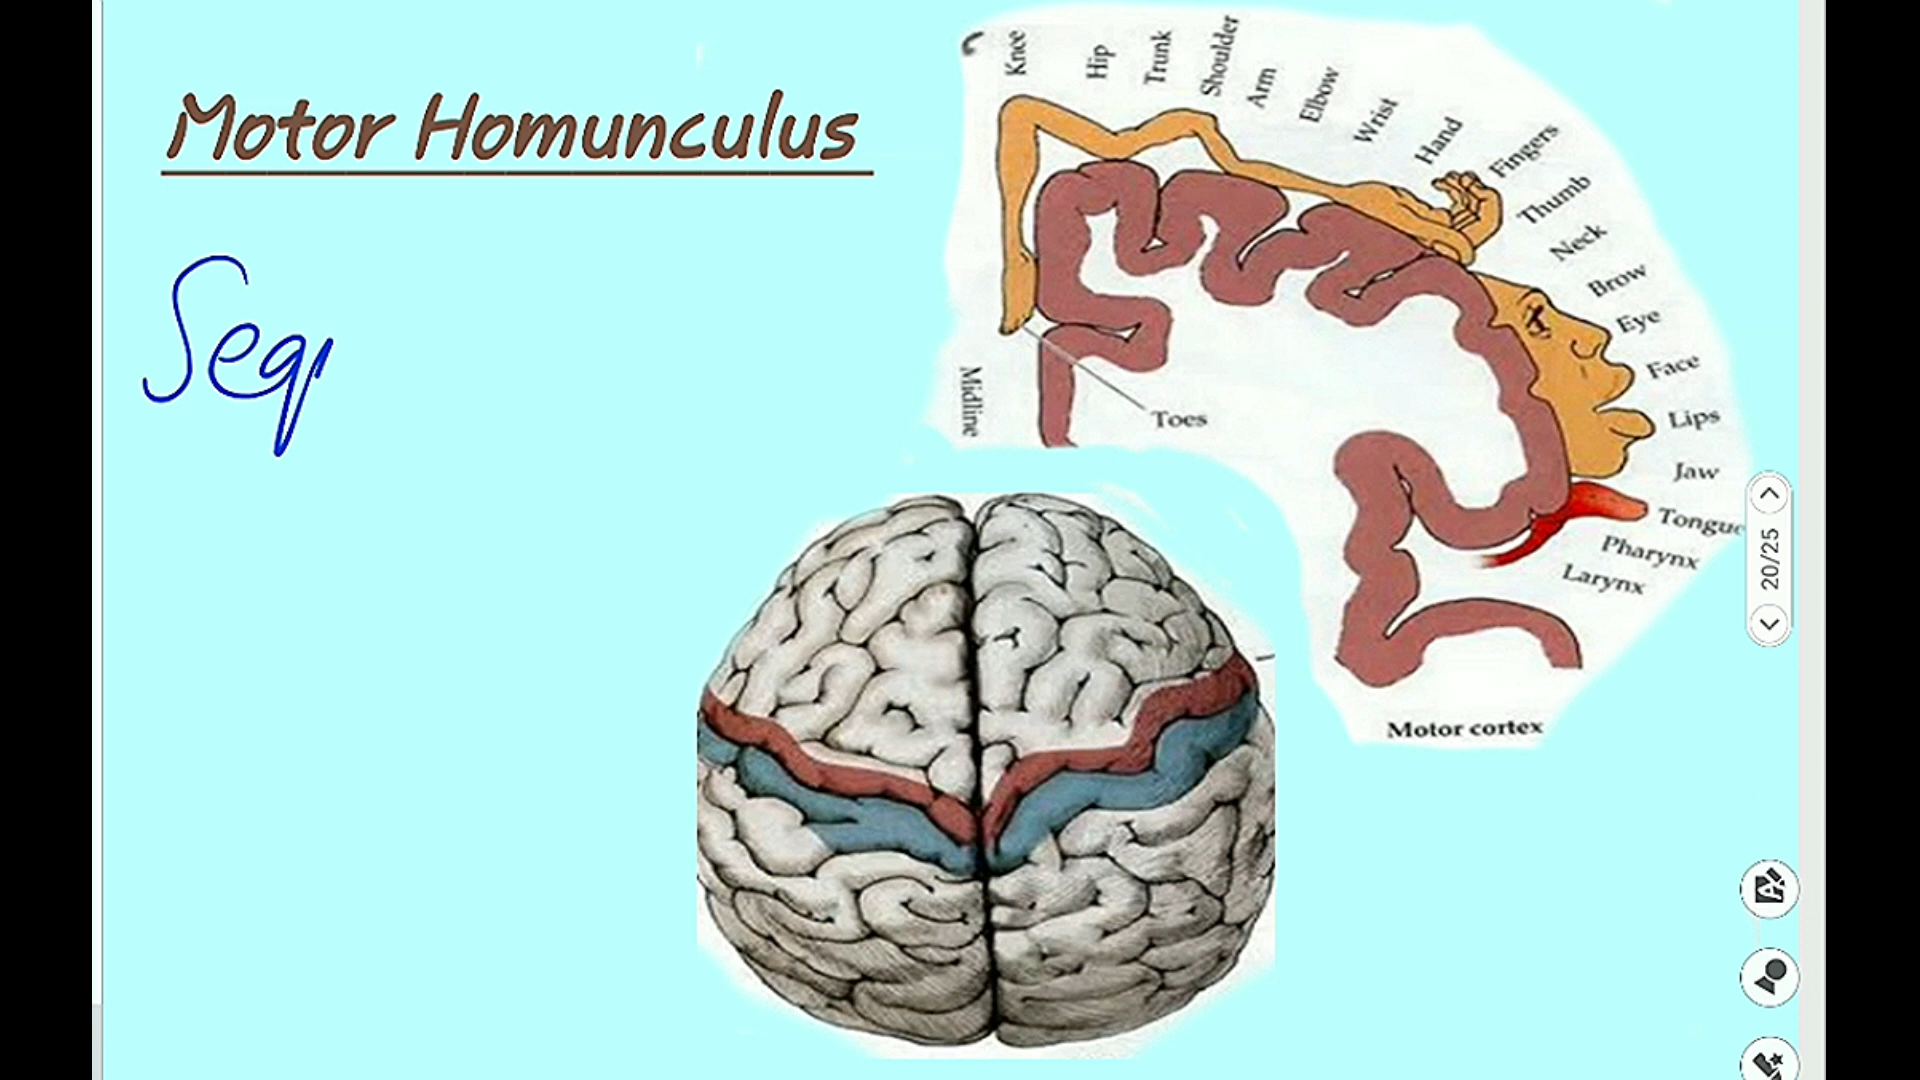 Motor Homunculus
Seq
Knee
Hip
Trunk
Shoulder
Arm
Elbow
Wrist
Hand
Fingers
Thumb
Neck
Brow
Eye
Face
Lips
Jaw
Tongue
Pharynx
Larynx
Toes
Midline
Motor cortex
20/25